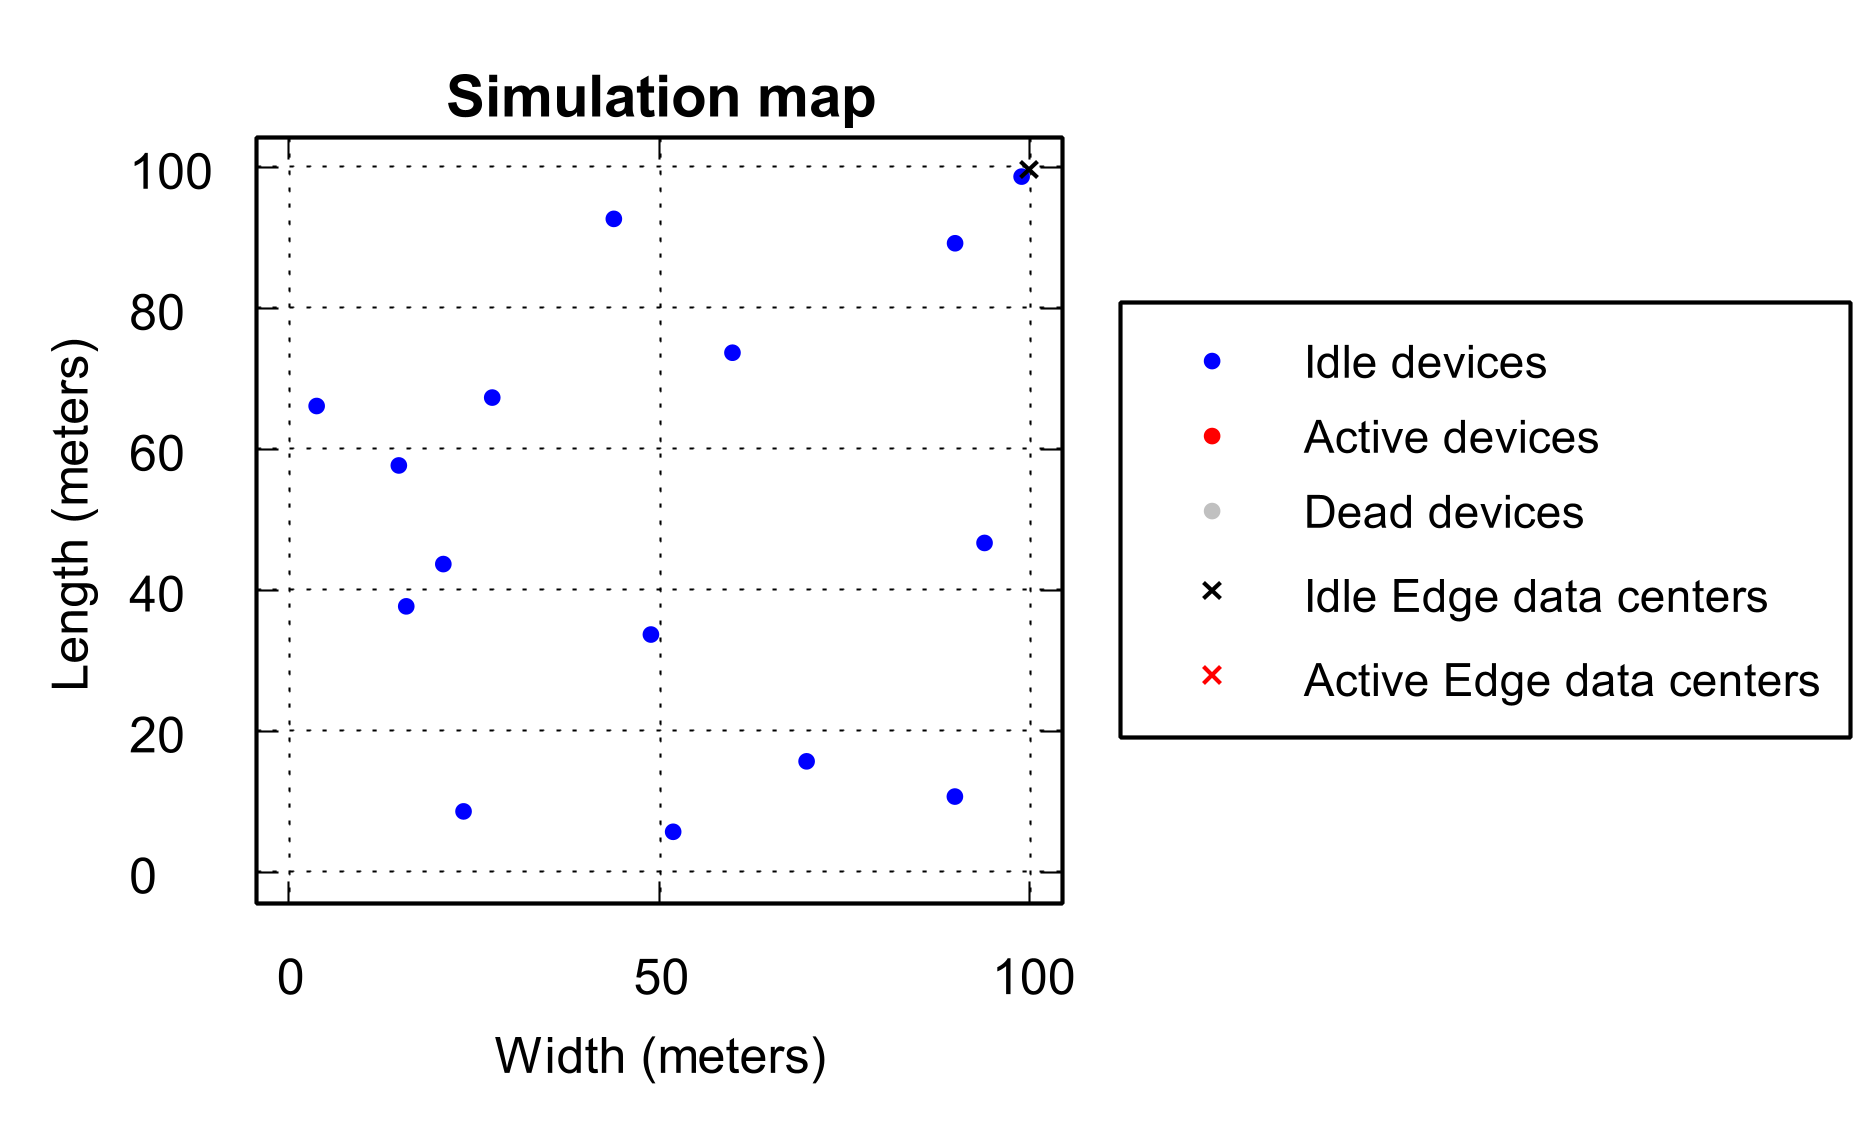 Simulation map
100
80
60
40
20
0
Length (meters)
0 50 100
Width (meters)
Idle devices
Active devices
Dead devices
Idle Edge data centers
Active Edge data centers